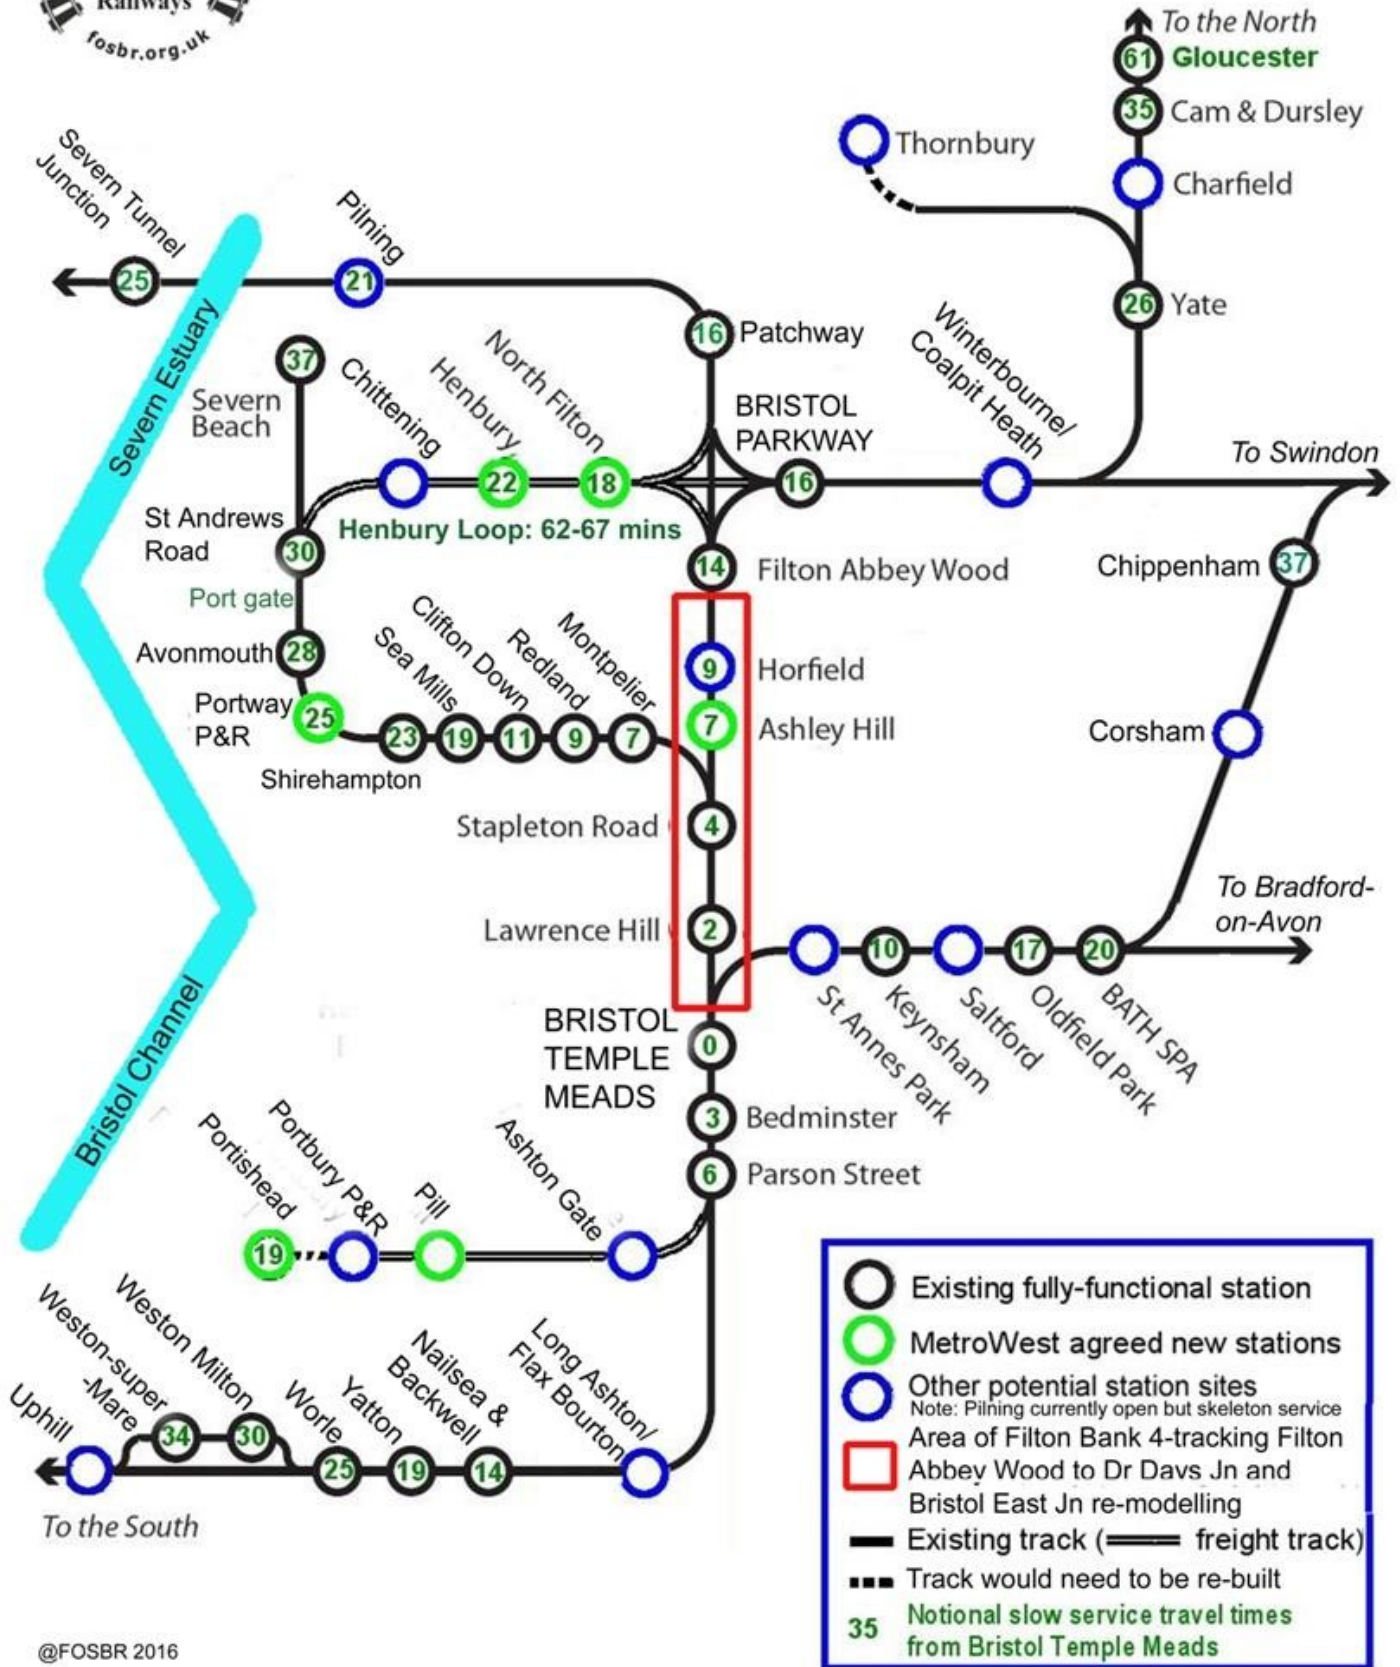 Railways
fosbr.org.uk
To the North
61 Gloucester
35 Cam & Dursley
Thornbury
Charfield
Severn Tunnel
Junction
25
Pilning
21
26 Yate
16 Patchway
Severn Estuary
37
Severn
Beach
Chittening
Henbury
22
North Filton
18
BRISTOL
PARKWAY
16
Winterbourne/
Coalpit Heath
To Swindon
St Andrews
Road
30
Henbury Loop: 62-67 mins
14 Filton Abbey Wood
Chippenham 37
Port gate
Avonmouth 28
Portway
P&R
25
Shirehampton
23
Sea Mills
19
Clifton Down
11
Redland
9
Montpelier
7
9 Horfield
7 Ashley Hill
Corsham
Stapleton Road 4
Lawrence Hill 2
To Bradford-
on-Avon
St Annes Park
10
Keynsham
Saltford
17
Oldfield Park
20
BATH SPA
BRISTOL
TEMPLE
MEADS
0
Bristol Channel
3 Bedminster
6 Parson Street
Portishead
19
Portbury P&R
Pill
Ashton Gate
Uphill
Weston-super
-Mare
34
Weston Milton
30
Worle
25
Yatton
19
Nailsea &
Backwell
14
Long Ashton/
Flax Bourton
To the South
Existing fully-functional station
MetroWest agreed new stations
Other potential station sites
Note: Pilning currently open but skeleton service
Area of Filton Bank 4-tracking Filton
Abbey Wood to Dr Days Jn and
Bristol East Jn re-modelling
Existing track ( freight track)
Track would need to be re-built
35 Notional slow service travel times
from Bristol Temple Meads
@FOSBR 2016